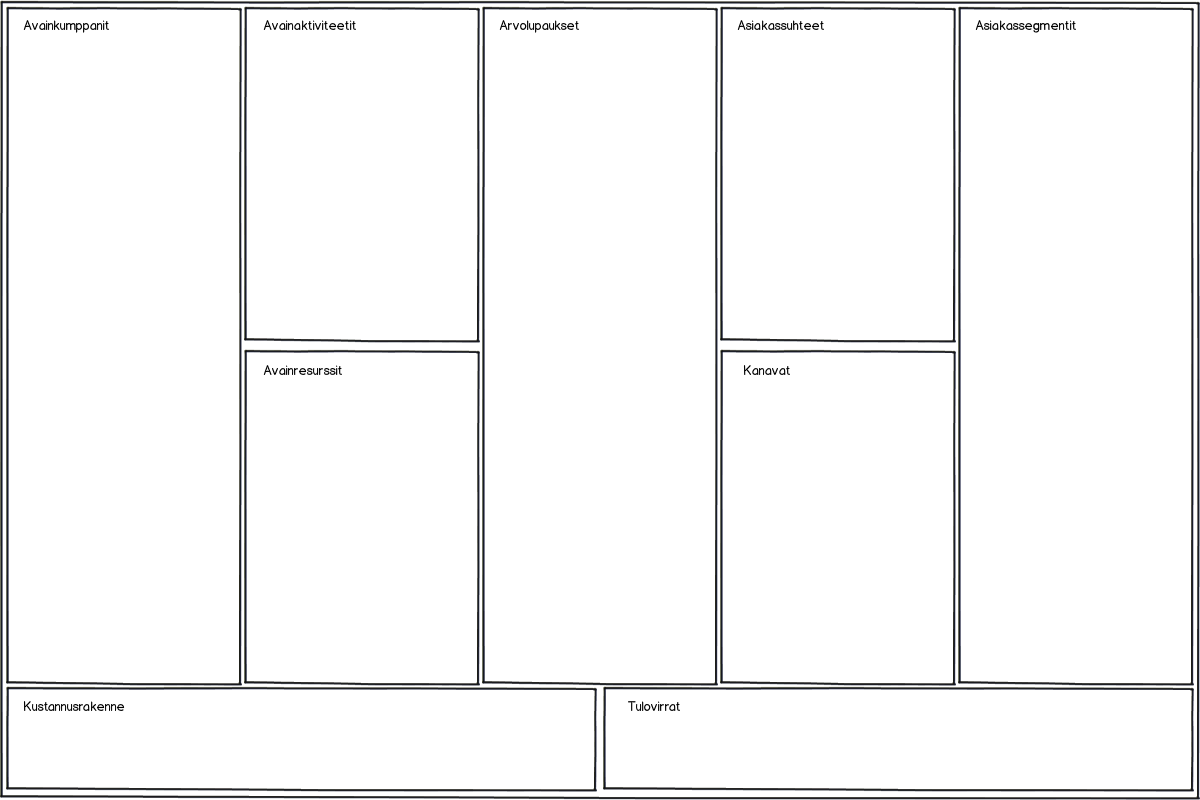 Avainkumppanit
Avainaktiviteetit
Arvolupaukset
Asiakassuhteet
Asiakassegmentit
Avainresurssit
Kanavat
Kustannusrakenne
Tulovirrat